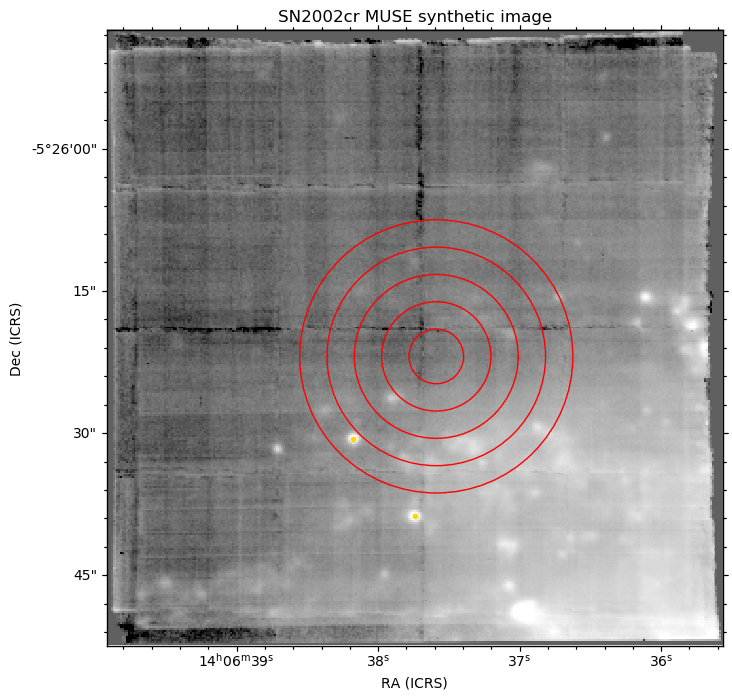 SN2002cr MUSE synthetic image
-5°26'00"
15"
30"
45"
Dec (ICRS)
14h06m39s 38s 37s 36s
RA (ICRS)